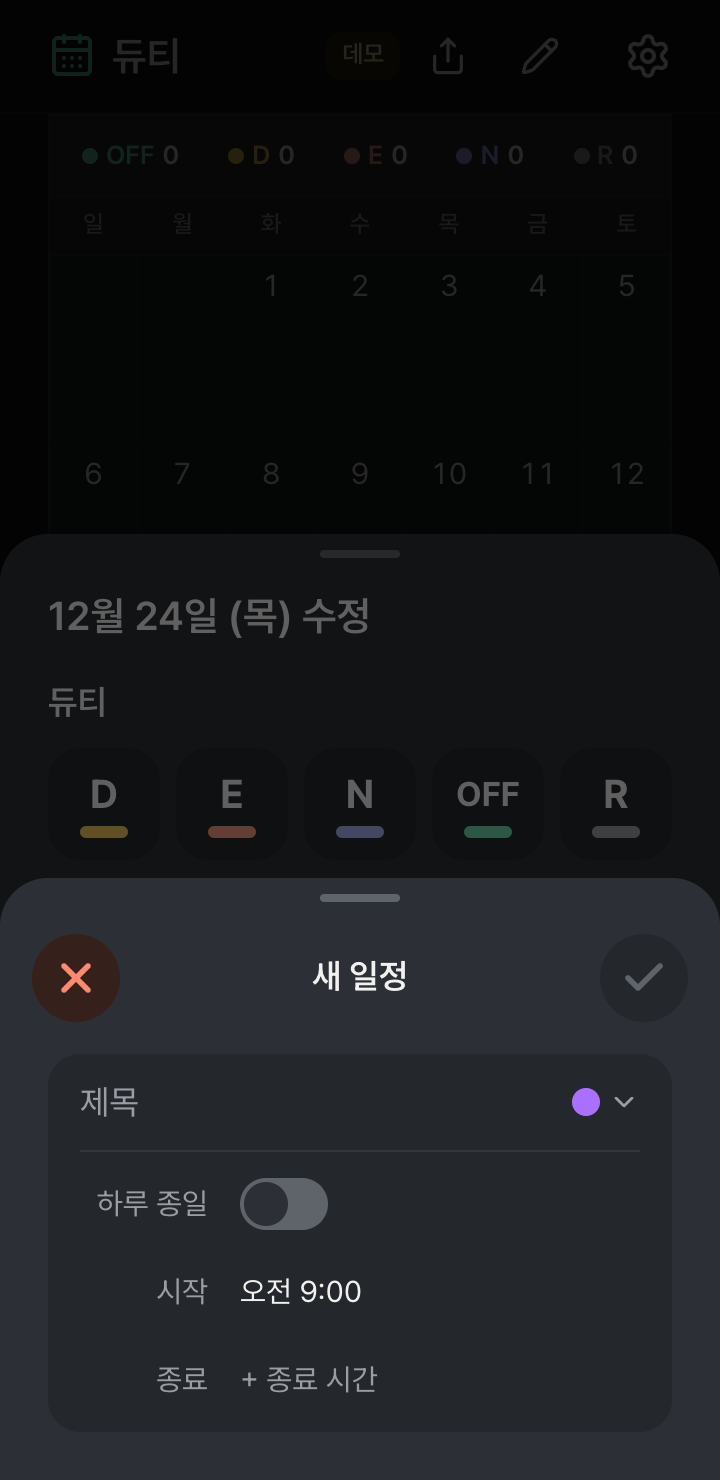 듀티 데모
OFF 0 D 0 E 0 N 0 R 0
일 월 화 수 목 금 토
1 2 3 4 5
6 7 8 9 10 11 12
12월 24일 (목) 수정
듀티
D E N OFF R
새 일정
제목
하루 종일
시작 오전 9:00
종료 + 종료 시간